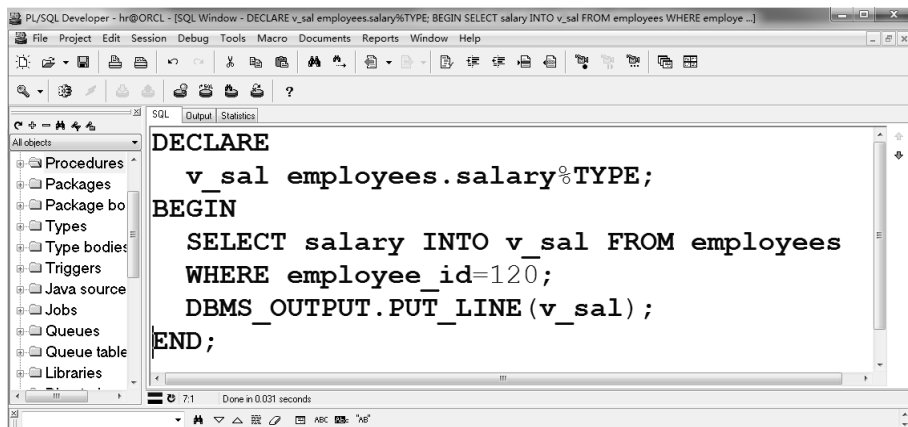 PL/SQL Developer - hr@ORCL - [SQL Window - DECLARE v_sal employees.salary%TYPE; BEGIN SELECT salary INTO v_sal FROM employees WHERE employe ...]
File Project Edit Session Debug Tools Macro Documents Reports Window Help
SQL Output Statistics
All objects
Procedures
Packages
Package bo
Types
Type bodies
Triggers
Java source
Jobs
Queues
Queue table
Libraries
DECLARE
v_sal employees.salary%TYPE;
BEGIN
SELECT salary INTO v_sal FROM employees
WHERE employee_id=120;
DBMS_OUTPUT.PUT_LINE(v_sal);
END;
7:1 Done in 0.031 seconds
ABC "AB"